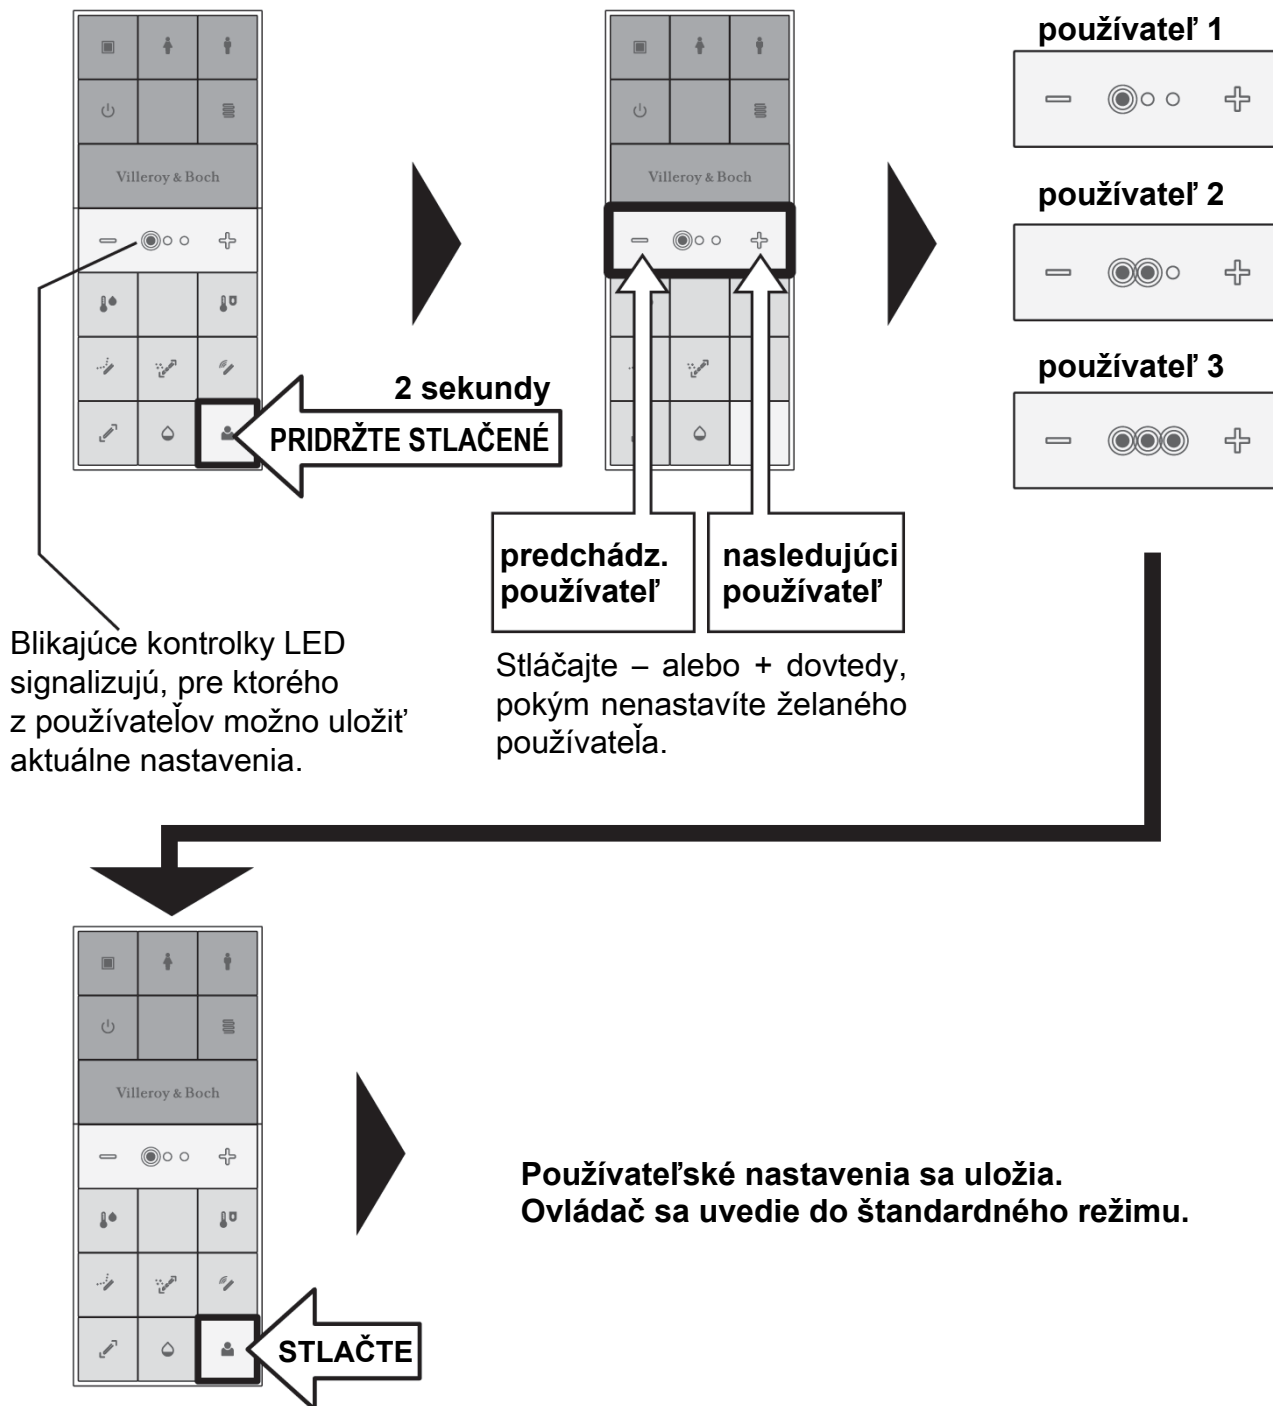 Villeroy & Boch
2 sekundy
PRIDRŽTE STLAČENÉ
Blikajúce kontrolky LED
signalizujú, pre ktorého
z používateľov možno uložiť
aktuálne nastavenia.
Villeroy & Boch
predchádz.
používateľ
nasledujúci
používateľ
Stláčajte – alebo + dovtedy,
pokým nenastavíte želaného
používateľa.
používateľ 1
používateľ 2
používateľ 3
Villeroy & Boch
STLAČTE
Používateľské nastavenia sa uložia.
Ovládač sa uvedie do štandardného režimu.